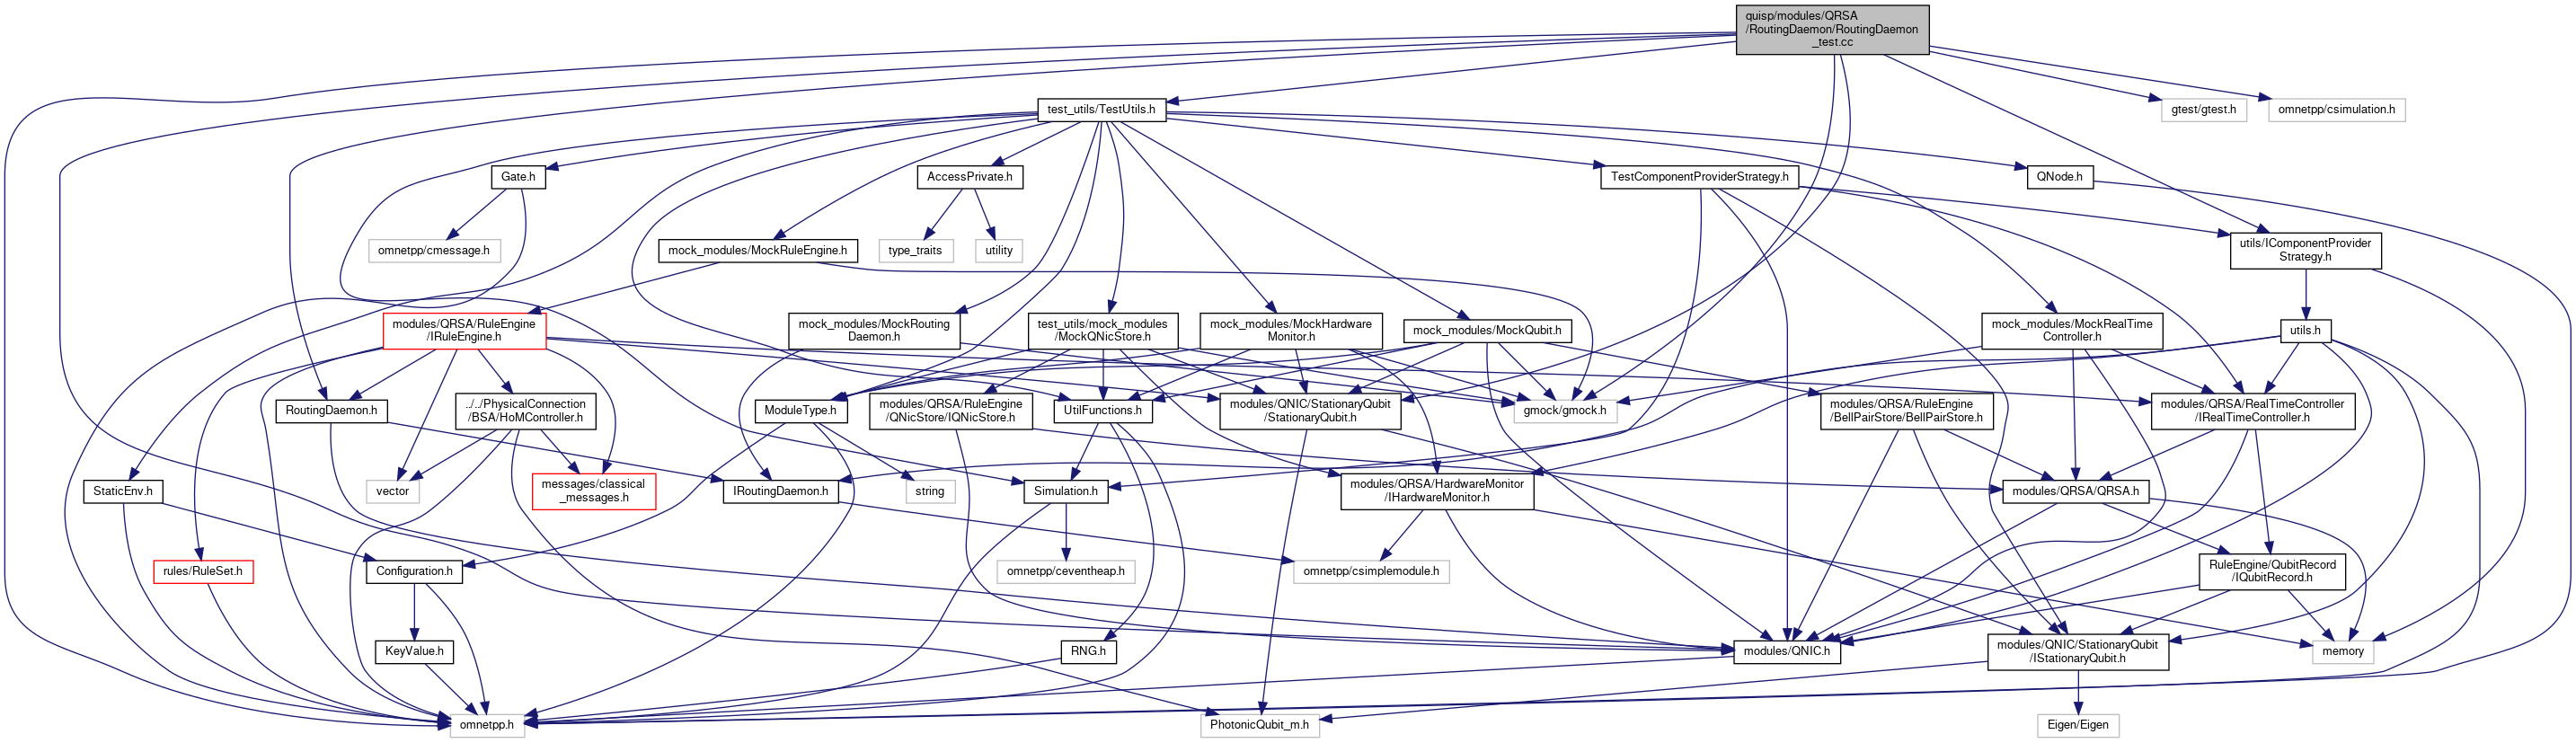 quisp/modules/QRSA
/RoutingDaemon/RoutingDaemon
_test.cc
test_utils/TestUtils.h
gtest/gtest.h
omnetpp/csimulation.h
Gate.h
AccessPrivate.h
TestComponentProviderStrategy.h
QNode.h
omnetpp/cmessage.h
mock_modules/MockRuleEngine.h
type_traits
utility
utils/IComponentProvider
Strategy.h
modules/QRSA/RuleEngine
/IRuleEngine.h
mock_modules/MockRouting
Daemon.h
test_utils/mock_modules
/MockQNicStore.h
mock_modules/MockHardware
Monitor.h
mock_modules/MockQubit.h
mock_modules/MockRealTime
Controller.h
utils.h
RoutingDaemon.h
../../PhysicalConnection
/BSA/HoMController.h
ModuleType.h
modules/QRSA/RuleEngine
/QNicStore/IQNicStore.h
UtilFunctions.h
modules/QNIC/StationaryQubit
/StationaryQubit.h
gmock/gmock.h
modules/QRSA/RuleEngine
/BellPairStore/BellPairStore.h
modules/QRSA/RealTimeController
/IRealTimeController.h
StaticEnv.h
vector
messages/classical
_messages.h
IRoutingDaemon.h
string
Simulation.h
modules/QRSA/HardwareMonitor
/IHardwareMonitor.h
modules/QRSA/QRSA.h
rules/RuleSet.h
Configuration.h
omnetpp/ceventheap.h
omnetpp/csimplemodule.h
RuleEngine/QubitRecord
/IQubitRecord.h
KeyValue.h
RNG.h
modules/QNIC.h
modules/QNIC/StationaryQubit
/IStationaryQubit.h
memory
omnetpp.h
PhotonicQubit_m.h
Eigen/Eigen